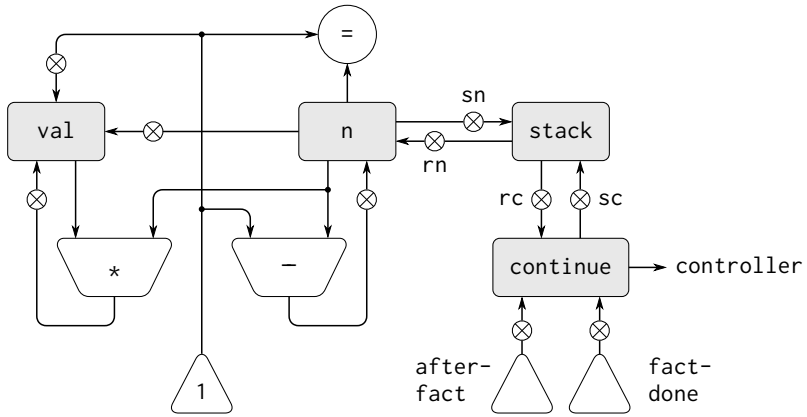 =
sn
val
n
stack
rn
rc
sc
*
−
continue
controller
after-
fact
fact-
done
1